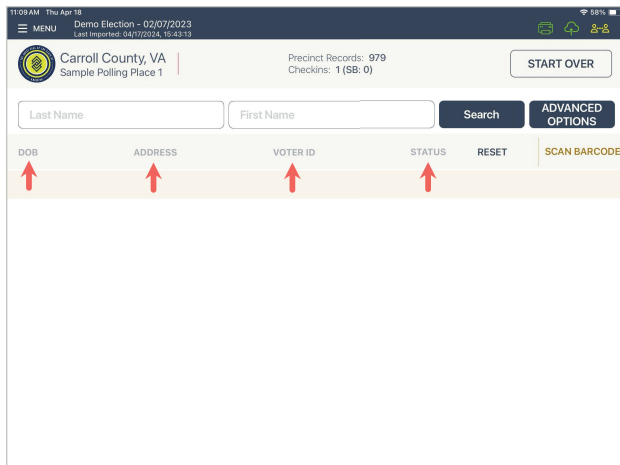 11:09 AM Thu Apr 18
58%
MENU
Demo Election - 02/07/2023
Last Imported: 04/17/2024, 15:43:13
Carroll County, VA
Sample Polling Place 1
Precinct Records: 979
Checkins: 1 (SB: 0)
START OVER
Last Name
First Name
Search
ADVANCED
OPTIONS
DOB
ADDRESS
VOTER ID
STATUS
RESET
SCAN BARCODE